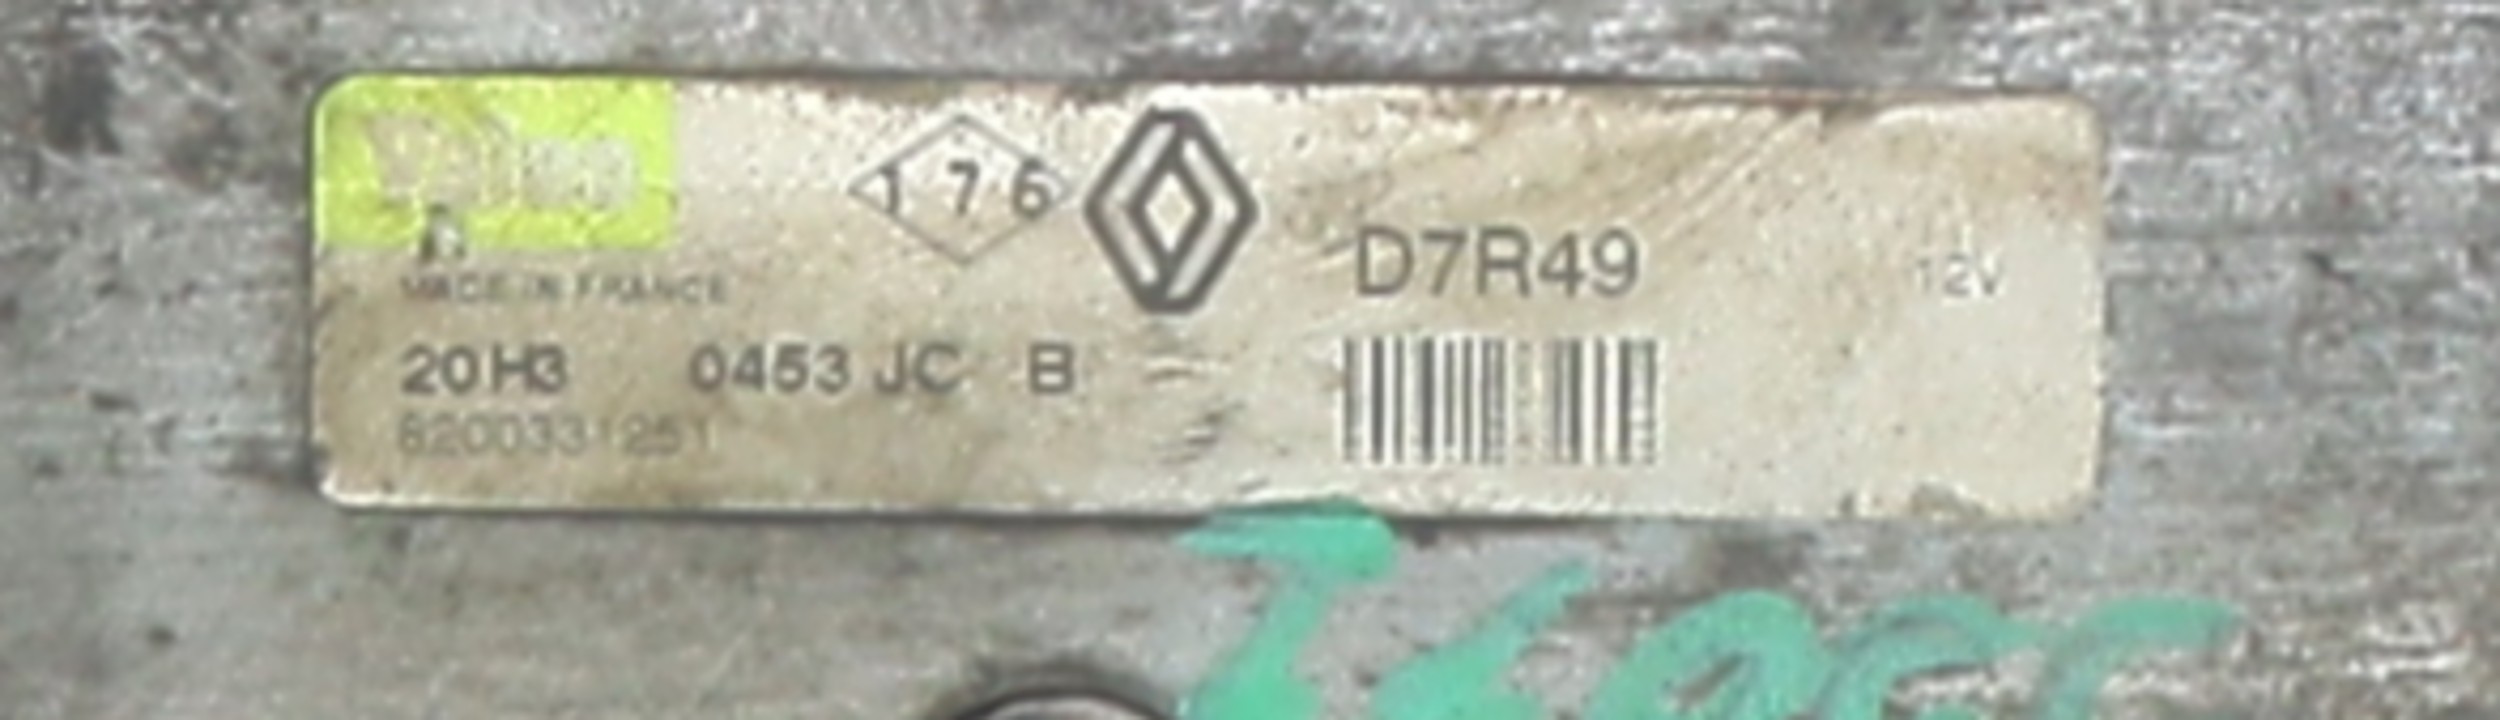 176
D7R49
12V
MADE IN FRANCE
20H3 0453 JC B
8200331251